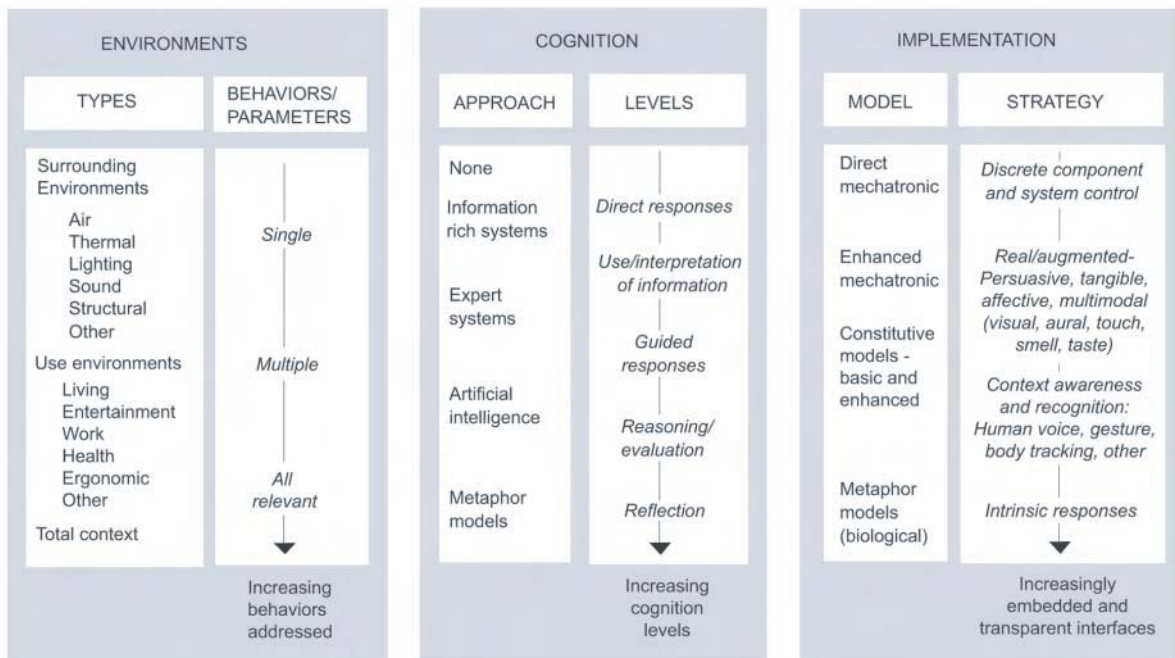 ENVIRONMENTS
TYPES
BEHAVIORS/
PARAMETERS
Surrounding
Environments
Air
Thermal
Lighting
Sound
Structural
Other
Use environments
Living
Entertainment
Work
Health
Ergonomic
Other
Total context
Single
Multiple
All
relevant
Increasing
behaviors
addressed
COGNITION
APPROACH
LEVELS
None
Information
rich systems
Expert
systems
Artificial
intelligence
Metaphor
models
Direct responses
Use/interpretation
of information
Guided
responses
Reasoning/
evaluation
Reflection
Increasing
cognition
levels
IMPLEMENTATION
MODEL
STRATEGY
Direct
mechatronic
Enhanced
mechatronic
Constitutive
models -
basic and
enhanced
Metaphor
models
(biological)
Discrete component
and system control
Real/augmented-
Persuasive, tangible,
affective, multimodal
(visual, aural, touch,
smell, taste)
Context awareness
and recognition:
Human voice, gesture,
body tracking, other
Intrinsic responses
Increasingly
embedded and
transparent interfaces